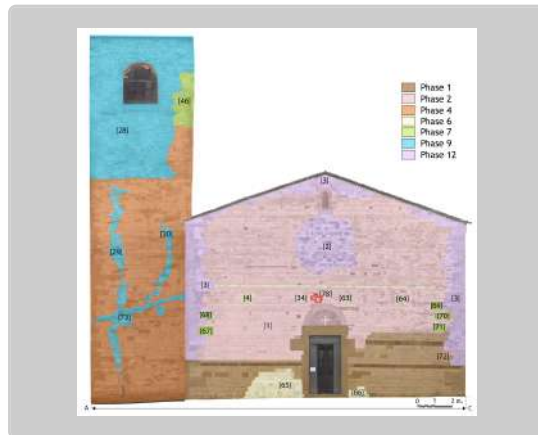 Phase 1
Phase 2
Phase 4
Phase 6
Phase 7
Phase 9
Phase 12
[46]
[28]
[3]
[30]
[2]
[29]
[3]
[4]
[34]
[78]
[63]
[64]
[69]
[3]
[68]
[70]
[73]
[67]
[1]
[71]
[72]
[65]
[66]
0 1 2 m.
A
C